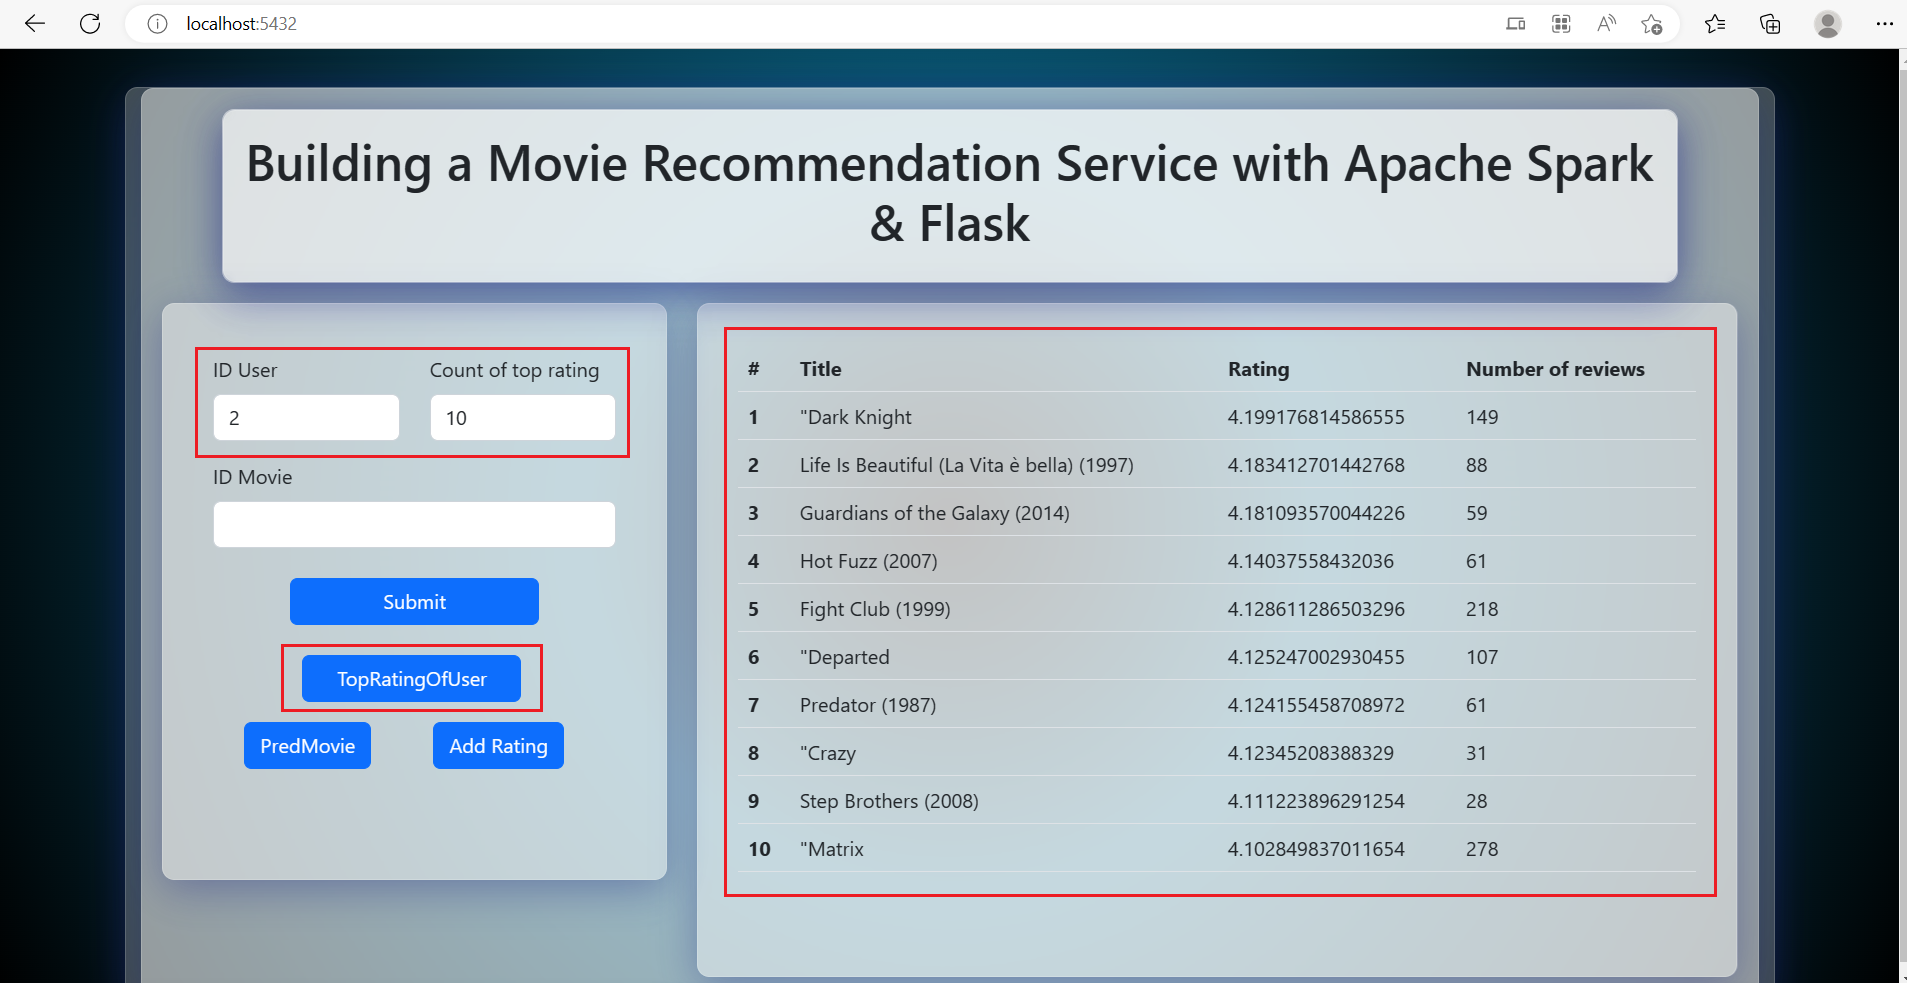 localhost:5432
Building a Movie Recommendation Service with Apache Spark
& Flask
ID User
Count of top rating
2
10
ID Movie
Submit
TopRatingOfUser
PredMovie
Add Rating
# Title Rating Number of reviews
1 "Dark Knight 4.199176814586555 149
2 Life Is Beautiful (La Vita è bella) (1997) 4.183412701442768 88
3 Guardians of the Galaxy (2014) 4.181093570044226 59
4 Hot Fuzz (2007) 4.14037558432036 61
5 Fight Club (1999) 4.128611286503296 218
6 "Departed 4.125247002930455 107
7 Predator (1987) 4.124155458708972 61
8 "Crazy 4.12345208388329 31
9 Step Brothers (2008) 4.111223896291254 28
10 "Matrix 4.102849837011654 278